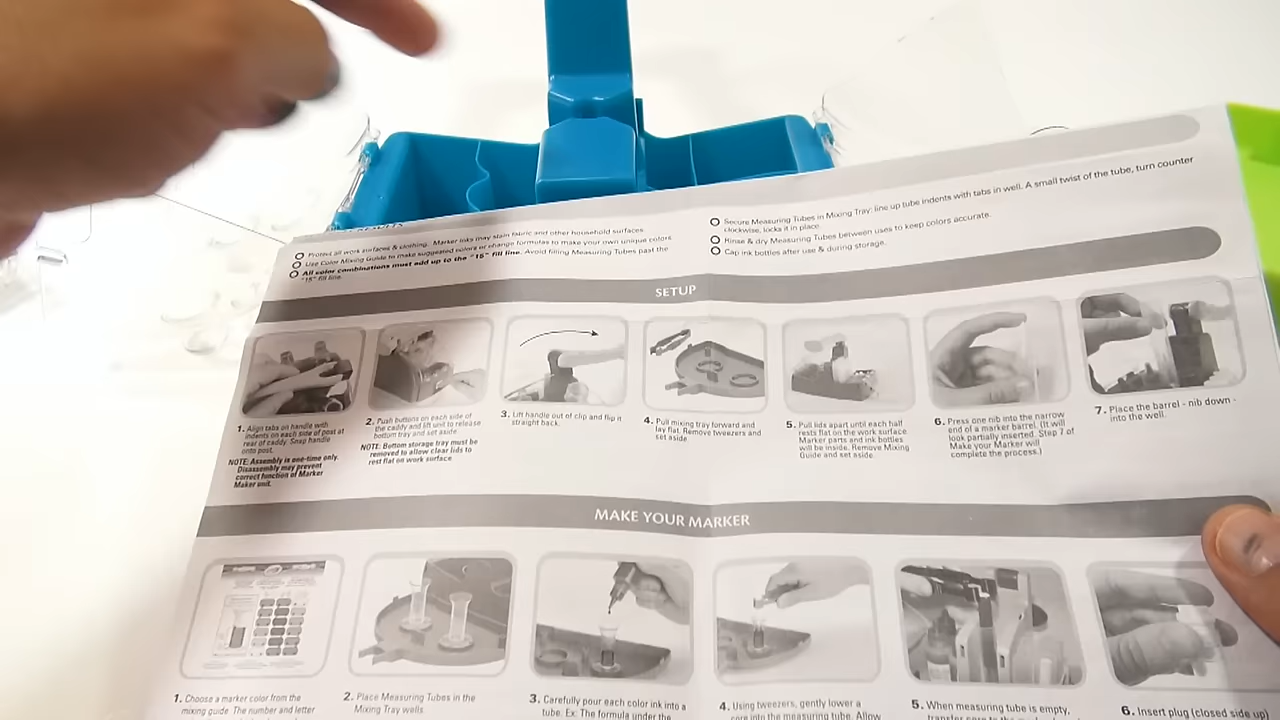 Protect all work surfaces & clothing. Marker inks may stain fabric and other household surfaces.
Use Color Mixing Guide to make suggested colors or change formulas to make your own unique colors.
All color combinations must add up to the "15" fill line. Avoid filling Measuring Tubes past the
"15" fill line.
Secure Measuring Tubes in Mixing Tray: line up tube indents with tabs in well. A small twist of the tube, turn counter
clockwise, locks it in place.
Rinse & dry Measuring Tubes between uses to keep colors accurate.
Cap ink bottles after use & during storage.
SETUP
1. Align tabs on handle with
indents on each side of post at
rear of caddy. Snap handle
onto post.
NOTE: Assembly is one-time only.
Disassembly may prevent
correct function of Marker
Maker unit.
2. Push buttons on each side of
the caddy and lift unit to release
bottom tray and set aside.
NOTE: Bottom storage tray must be
removed to allow clear lids to
rest flat on work surface.
3. Lift handle out of clip and flip it
straight back.
4. Pull mixing tray forward and
lay flat. Remove tweezers and
set aside
5. Pull lids apart until each half
rests flat on the work surface
Marker parts and ink bottles
will be inside. Remove Mixing
Guide and set aside.
6. Press one nib into the narrow
end of a marker barrel. (It will
look partially inserted. Step 7 of
Make your Marker will
complete the process.)
7. Place the barrel - nib down -
into the well.
MAKE YOUR MARKER
1. Choose a marker color from the
mixing guide. The number and letter
2. Place Measuring Tubes in the
Mixing Tray wells
3. Carefully pour each color ink into a
tube. Ex. The formula under the
4. Using tweezers, gently lower a
core into the measuring tube. Allow
5. When measuring tube is empty,
transfer core to the
6. Insert plug (closed side up)